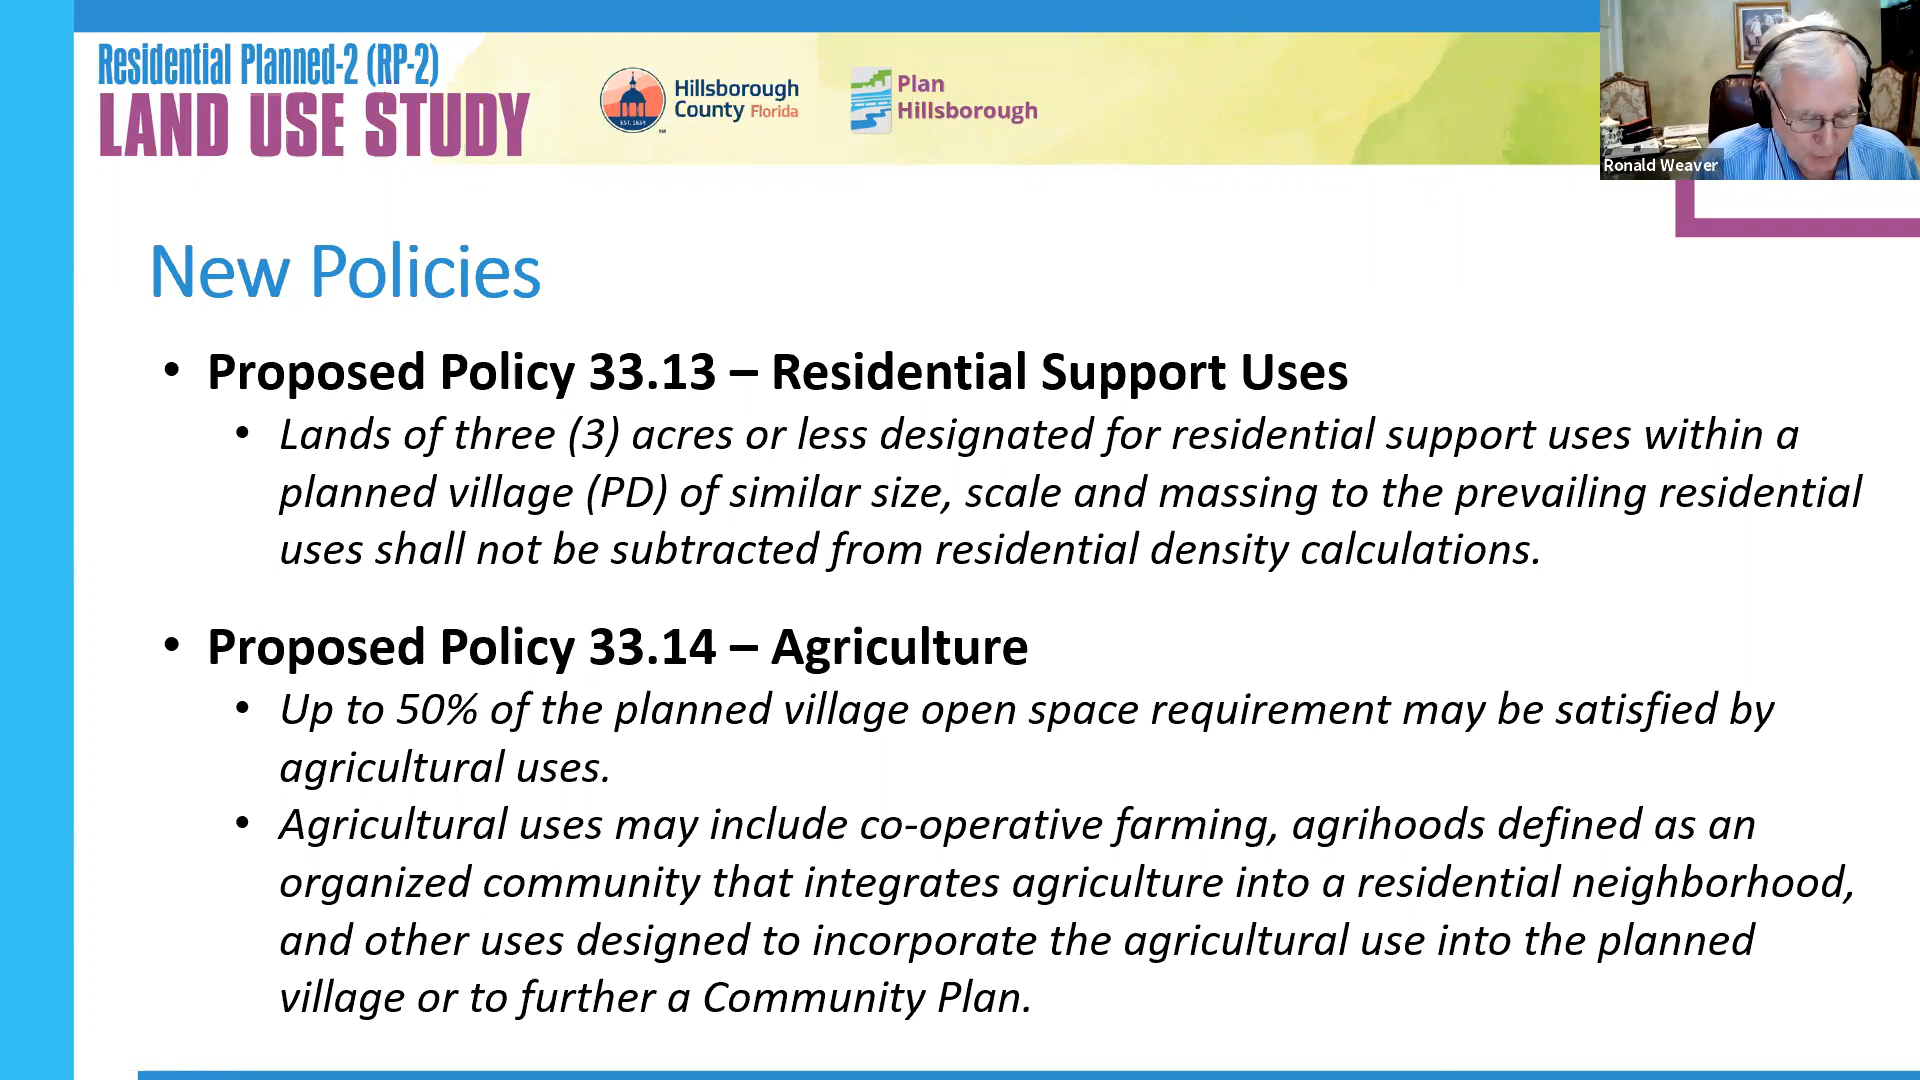 Residential Planned-2 (RP-2)
LAND USE STUDY
Hillsborough
County Florida
EST. 1834
SM
Plan
Hillsborough
Ronald Weaver
New Policies
• Proposed Policy 33.13 – Residential Support Uses
• Lands of three (3) acres or less designated for residential support uses within a
planned village (PD) of similar size, scale and massing to the prevailing residential
uses shall not be subtracted from residential density calculations.
• Proposed Policy 33.14 – Agriculture
• Up to 50% of the planned village open space requirement may be satisfied by
agricultural uses.
• Agricultural uses may include co-operative farming, agrihoods defined as an
organized community that integrates agriculture into a residential neighborhood,
and other uses designed to incorporate the agricultural use into the planned
village or to further a Community Plan.